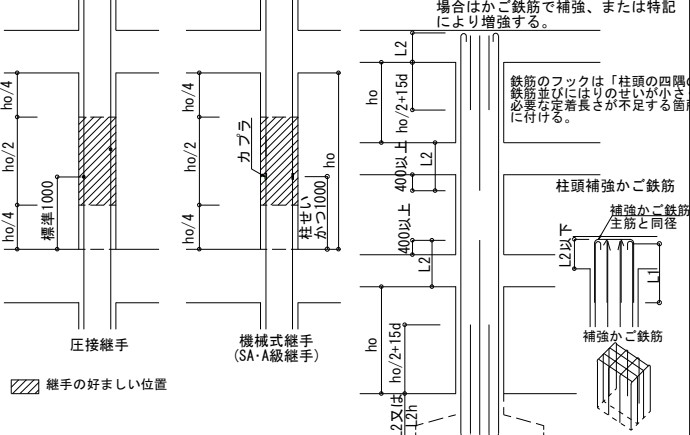 場合はかご鉄筋で補強、または特記
により増強する。
鉄筋のフックは「柱頭の四隅の
鉄筋並びにはりのせいが小さ
必要な定着長さが不足する箇所
に付ける。
ho/4
ho/2
ho/4
標準1000
圧接継手
ho/4
ho/2
ho/4
カプラ
柱せい
かつ1000
ho
機械式継手
(SA・A級継手)
継手の好ましい位置
L2
ho
ho/2+15d
L2
400以上
400以上
L2
ho
ho/2+15d
L2又は
L2h
柱頭補強かご鉄筋
補強かご鉄筋
主筋と同径
L2以下
L1
補強かご鉄筋